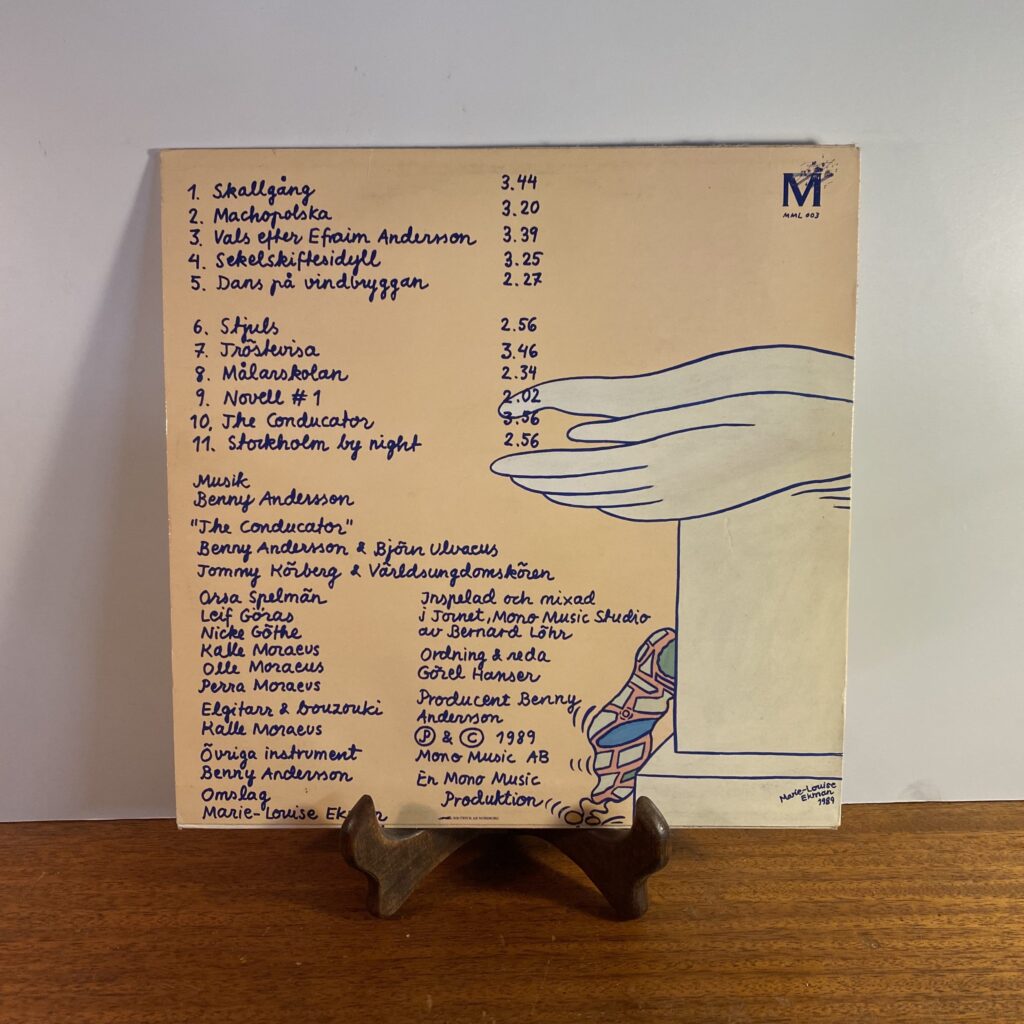 1. Skallgång 3.44
2. Machopolska 3.20
3. Vals efter Efraim Andersson 3.39
4. Sekelskiftesidyll 3.25
5. Dans på vindbryggan 2.27
6. Stjuls 2.56
7. Tröstevisa 3.46
8. Målarskolan 2.34
9. Novell #1 2.02
10. The Conducator 3.56
11. Stockholm by night 2.56
M
MML 003
Musik
Benny Andersson
"The Conducator"
Benny Andersson & Björn Ulvaeus
Tommy Körberg & Världsungdomskören
Orsa Spelmän
Leif Göras
Nicke Göthe
Kalle Moraeus
Olle Moraeus
Perra Moraeus
Elgitarr & bouzouki
Kalle Moraeus
Övriga instrument
Benny Andersson
Omslag
Marie-Louise
Inspelad och mixad
i Tornet, Mono Music Studio
av Bernard Löhr
Ordning & reda
Görel Hanser
Producent Benny
Andersson
Ⓟ & © 1989
Mono Music AB
En Mono Music
Produktion
Marie-Louise
Ekman
1989